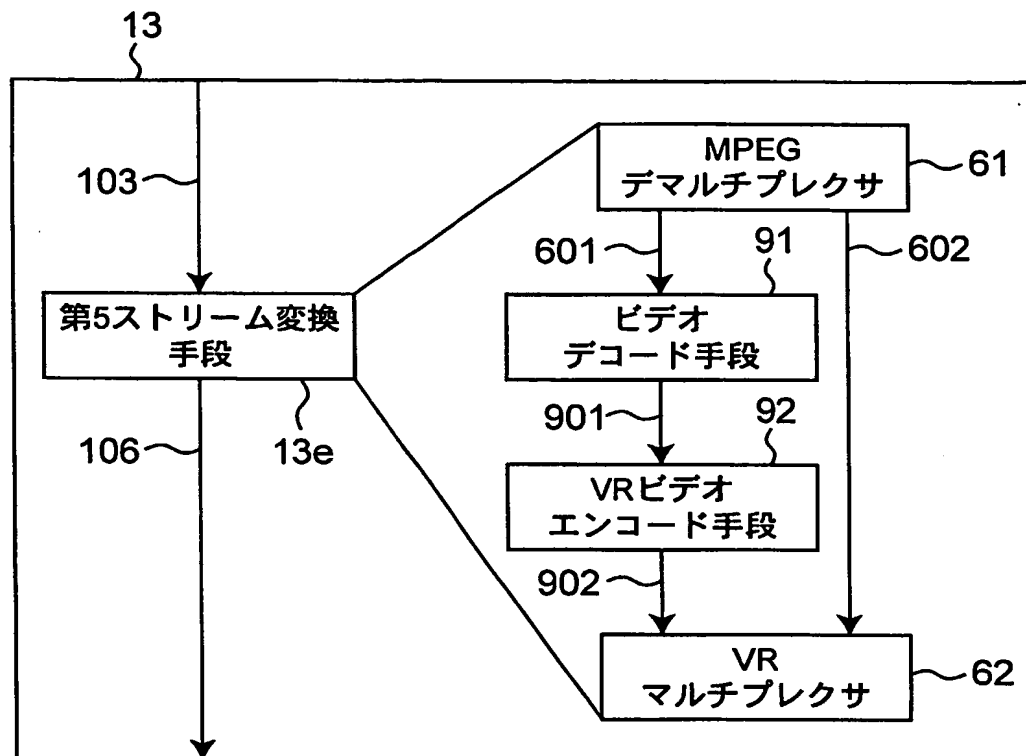 13
103
MPEG
デマルチプレクサ
61
601
91
602
第5ストリーム変換
手段
ビデオ
デコード手段
106
13e
901
92
VRビデオ
エンコード手段
902
VR
マルチプレクサ
62